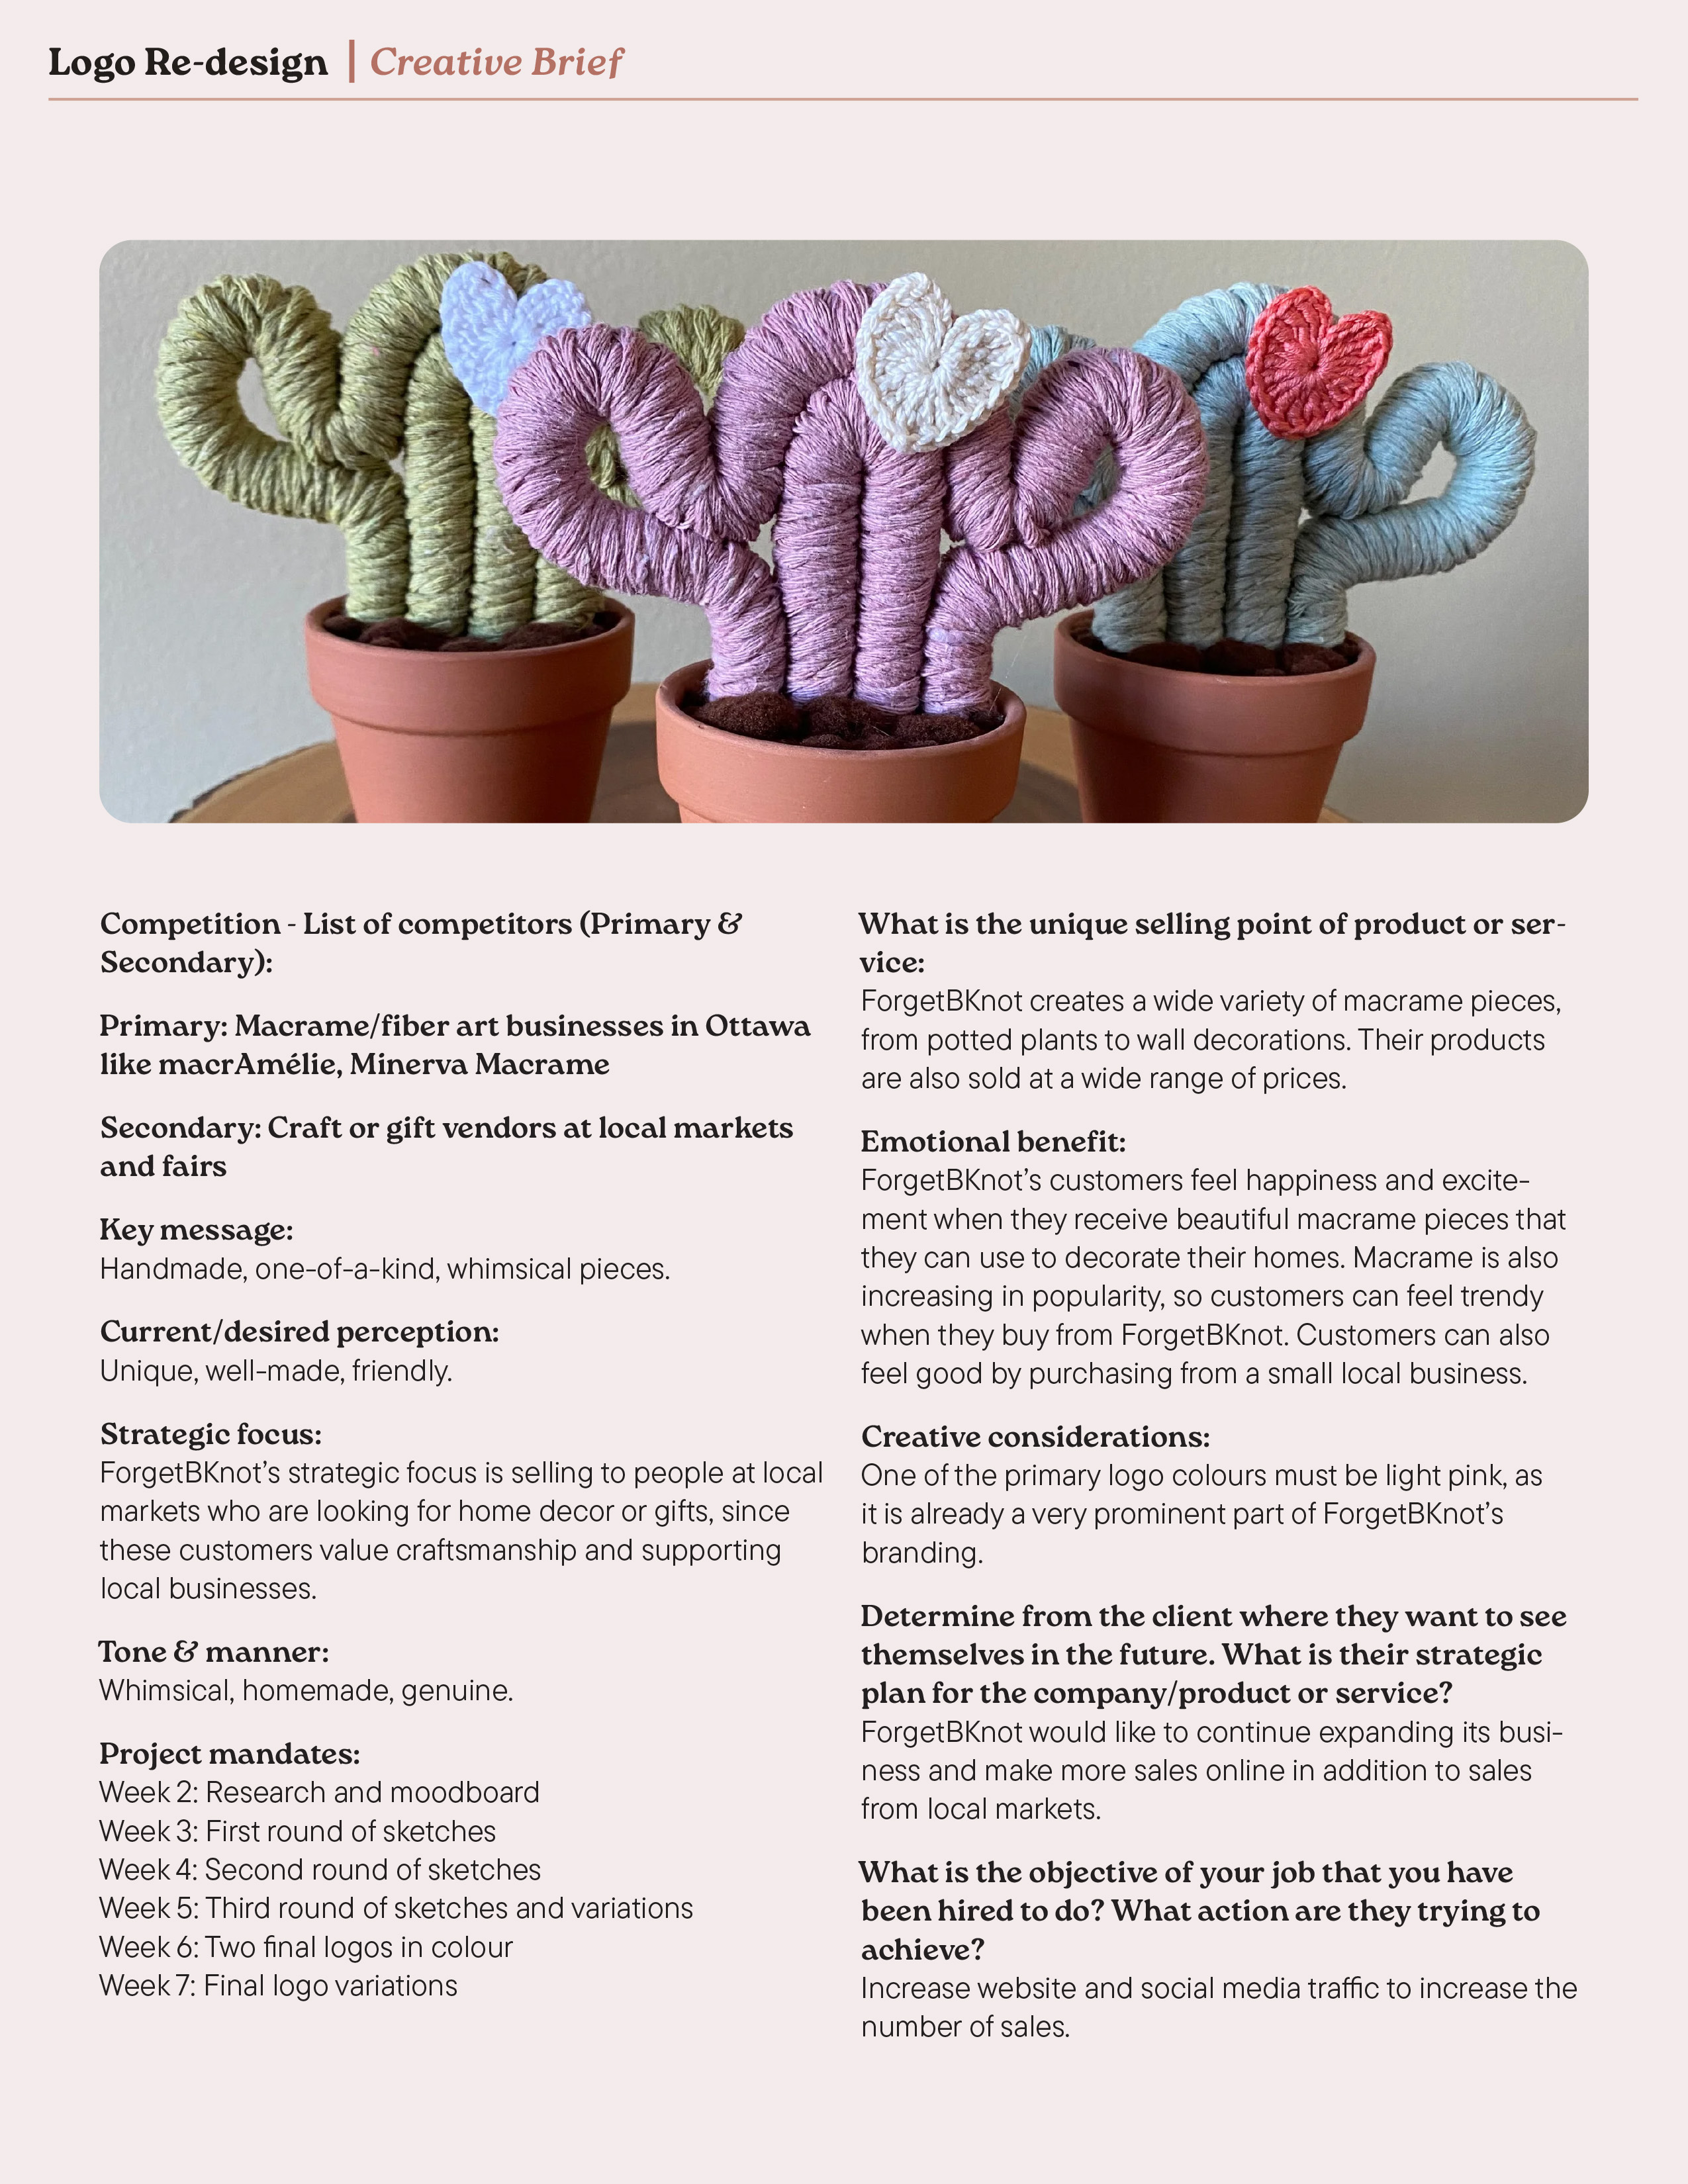 Logo Re-design | Creative Brief
Competition - List of competitors (Primary &
Secondary):
Primary: Macrame/fiber art businesses in Ottawa
like macrAmélie, Minerva Macrame
Secondary: Craft or gift vendors at local markets
and fairs
Key message:
Handmade, one-of-a-kind, whimsical pieces.
Current/desired perception:
Unique, well-made, friendly.
Strategic focus:
ForgetBKnot’s strategic focus is selling to people at local
markets who are looking for home decor or gifts, since
these customers value craftsmanship and supporting
local businesses.
Tone & manner:
Whimsical, homemade, genuine.
Project mandates:
Week 2: Research and moodboard
Week 3: First round of sketches
Week 4: Second round of sketches
Week 5: Third round of sketches and variations
Week 6: Two final logos in colour
Week 7: Final logo variations
What is the unique selling point of product or ser-
vice:
ForgetBKnot creates a wide variety of macrame pieces,
from potted plants to wall decorations. Their products
are also sold at a wide range of prices.
Emotional benefit:
ForgetBKnot’s customers feel happiness and excite-
ment when they receive beautiful macrame pieces that
they can use to decorate their homes. Macrame is also
increasing in popularity, so customers can feel trendy
when they buy from ForgetBKnot. Customers can also
feel good by purchasing from a small local business.
Creative considerations:
One of the primary logo colours must be light pink, as
it is already a very prominent part of ForgetBKnot’s
branding.
Determine from the client where they want to see
themselves in the future. What is their strategic
plan for the company/product or service?
ForgetBKnot would like to continue expanding its busi-
ness and make more sales online in addition to sales
from local markets.
What is the objective of your job that you have
been hired to do? What action are they trying to
achieve?
Increase website and social media traffic to increase the
number of sales.